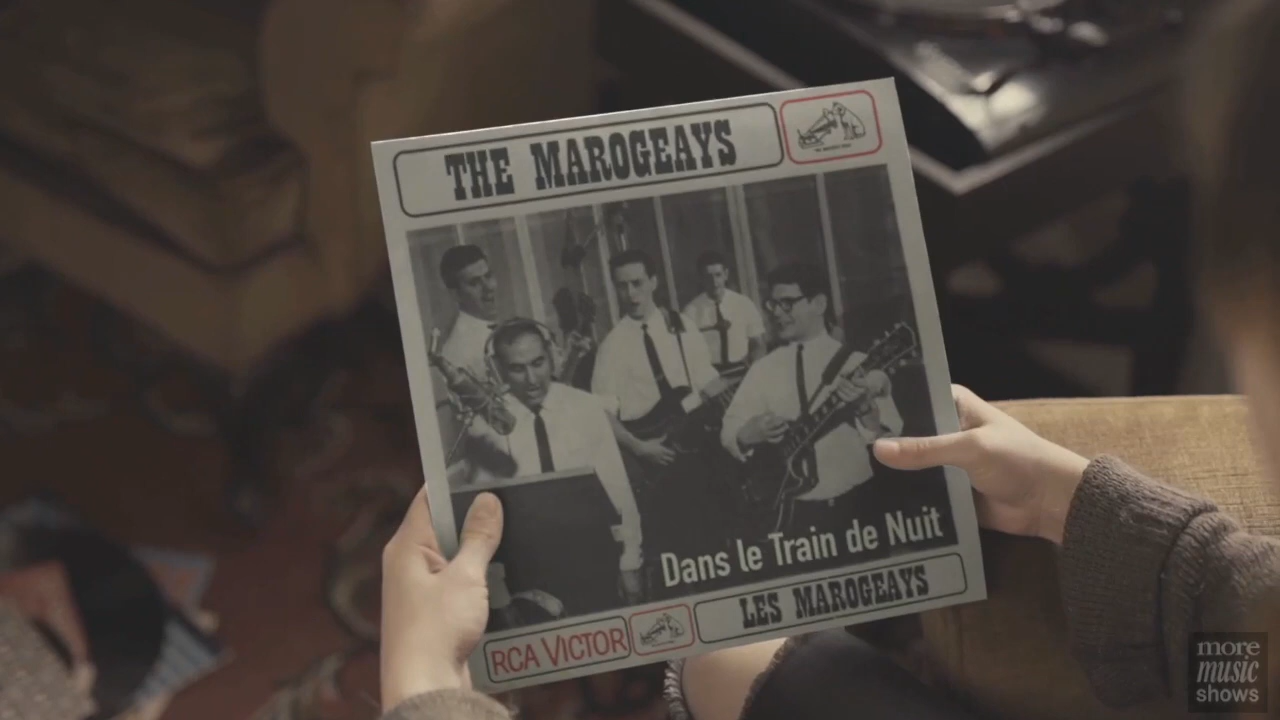 THE MAROGEAYS
Dans le Train de Nuit
RCA VICTOR
LES MAROGEAYS
more
music
shows